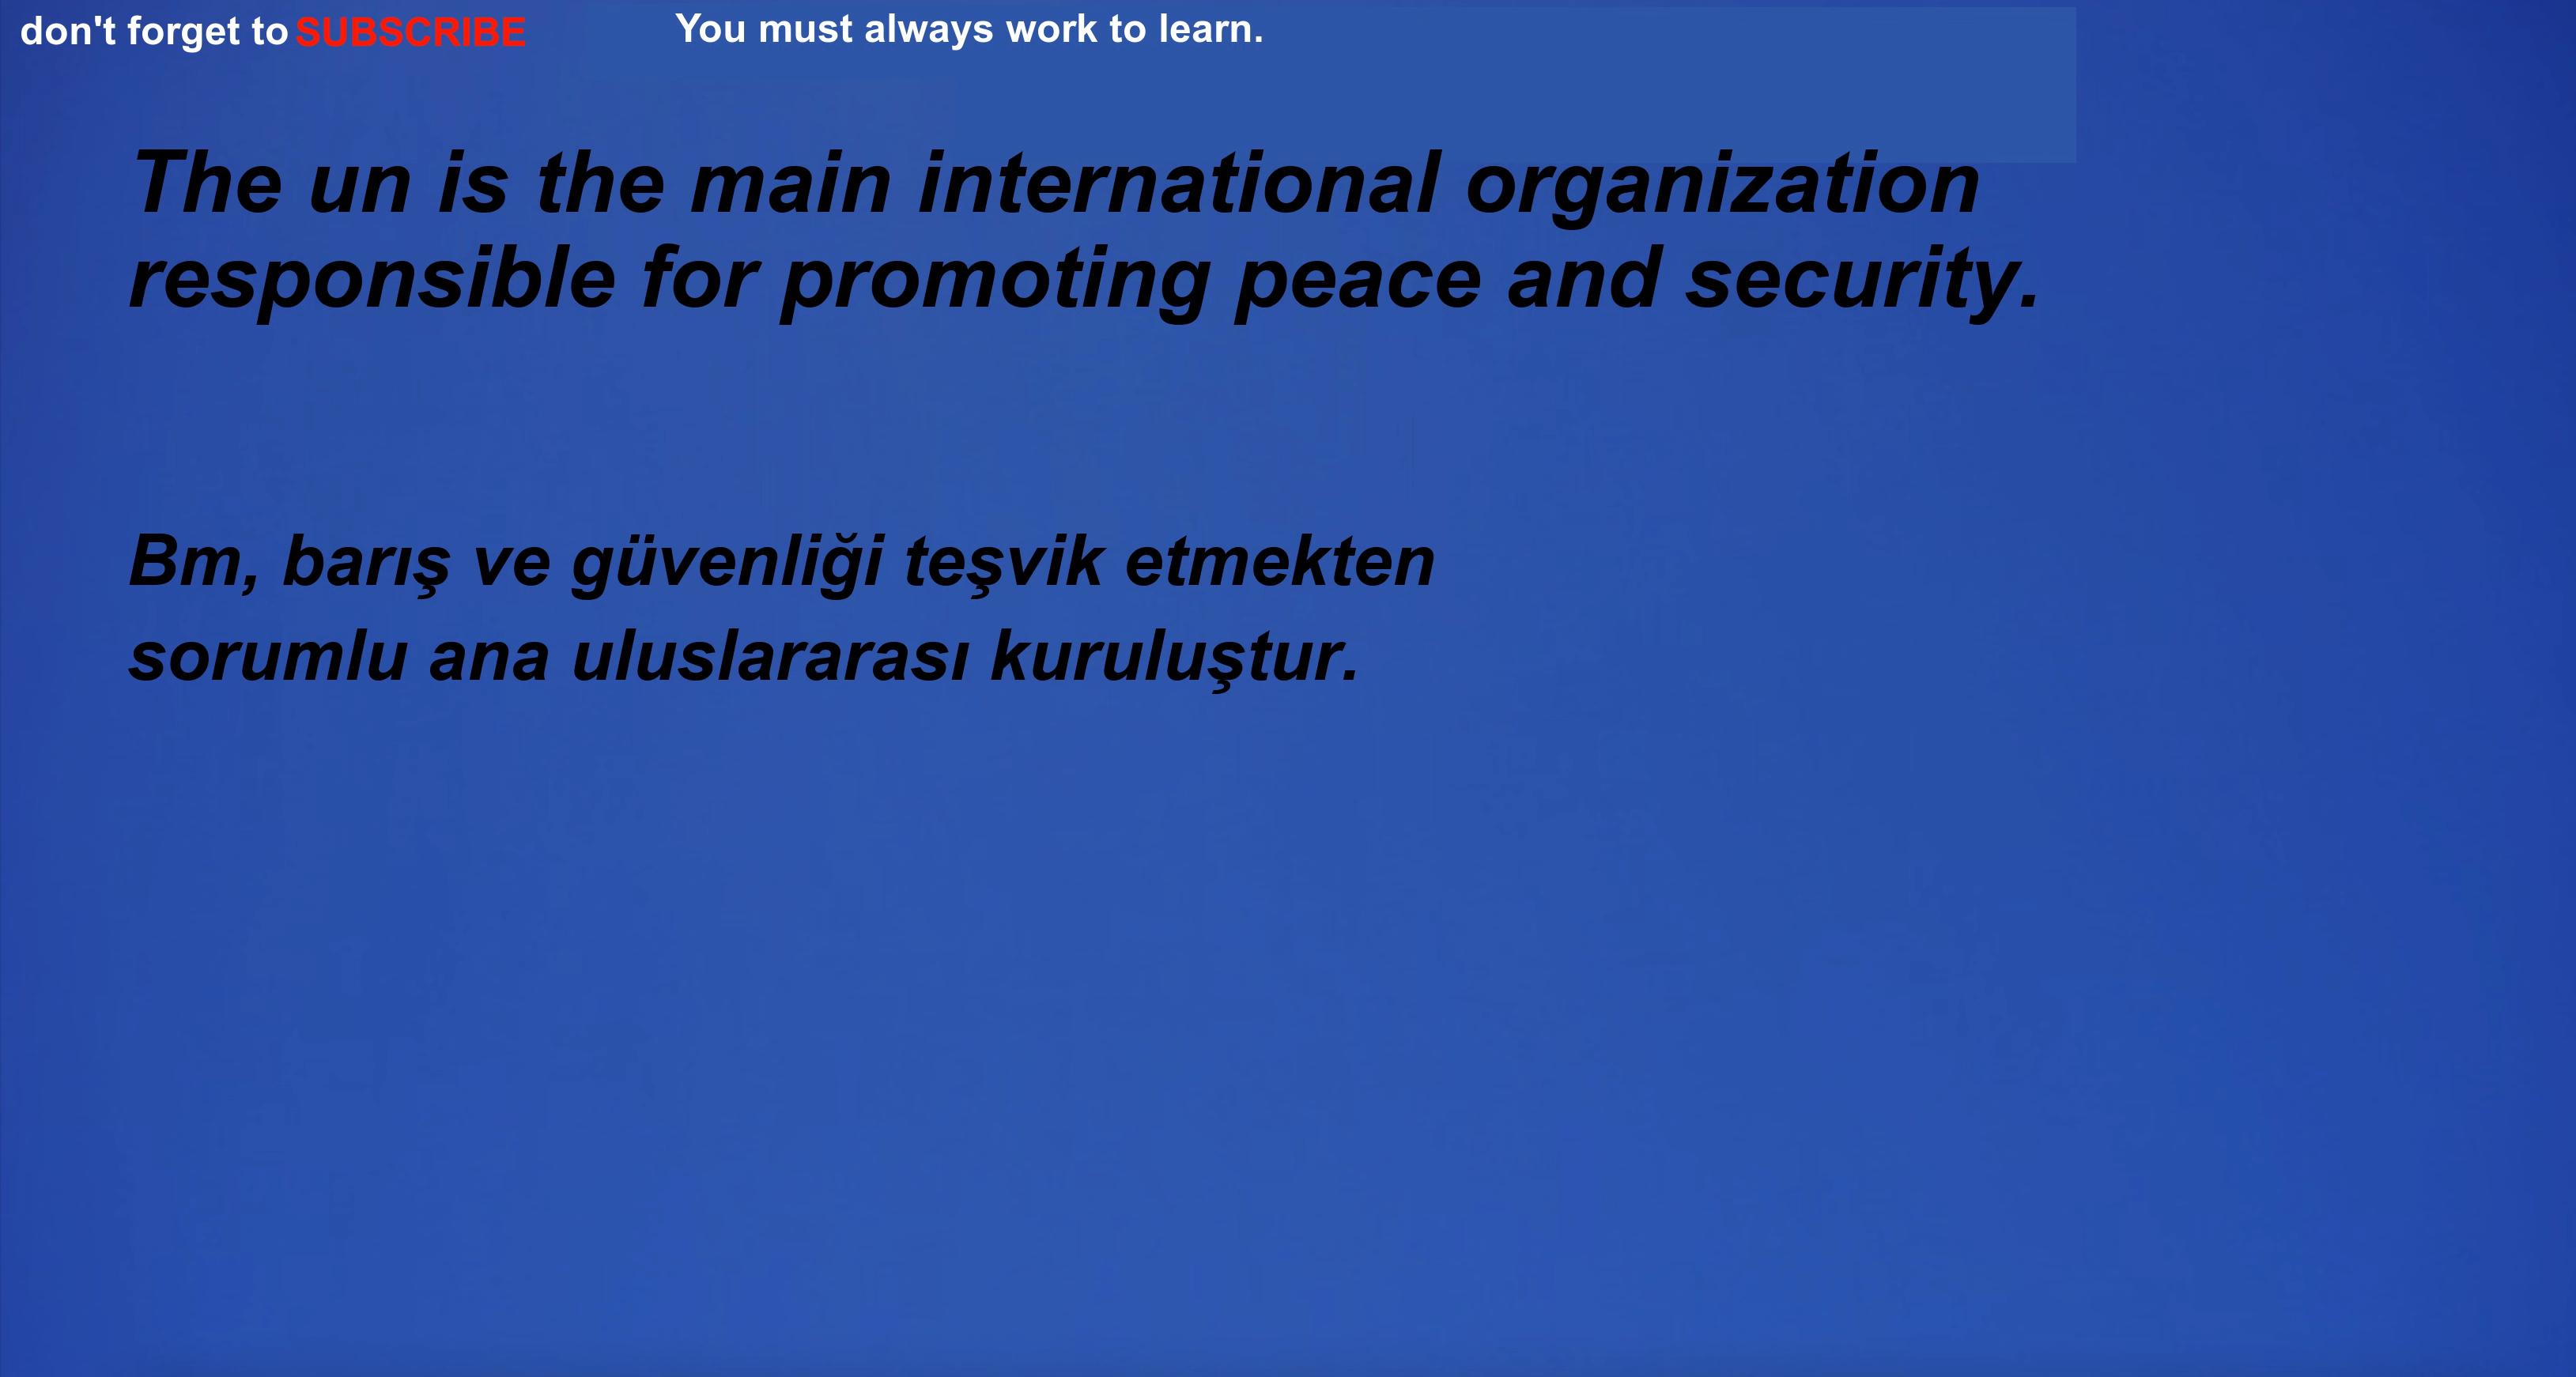 don't forget to SUBSCRIBE
You must always work to learn.
The un is the main international organization
responsible for promoting peace and security.
Bm, barış ve güvenliği teşvik etmekten
sorumlu ana uluslararası kuruluştur.